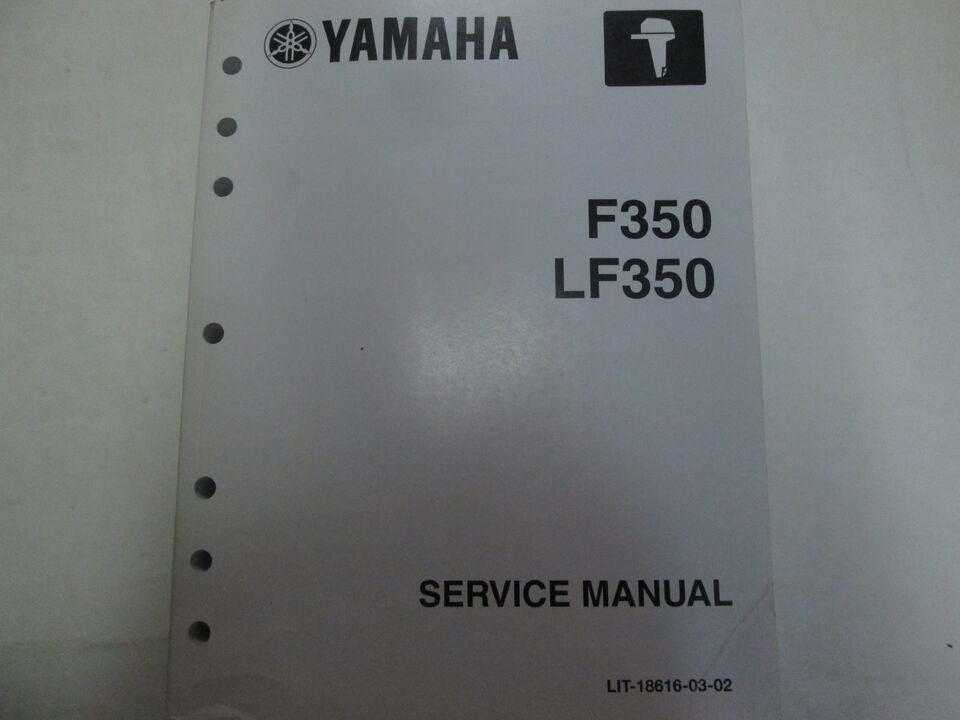 YAMAHA
F350
LF350
SERVICE MANUAL
LIT-18616-03-02